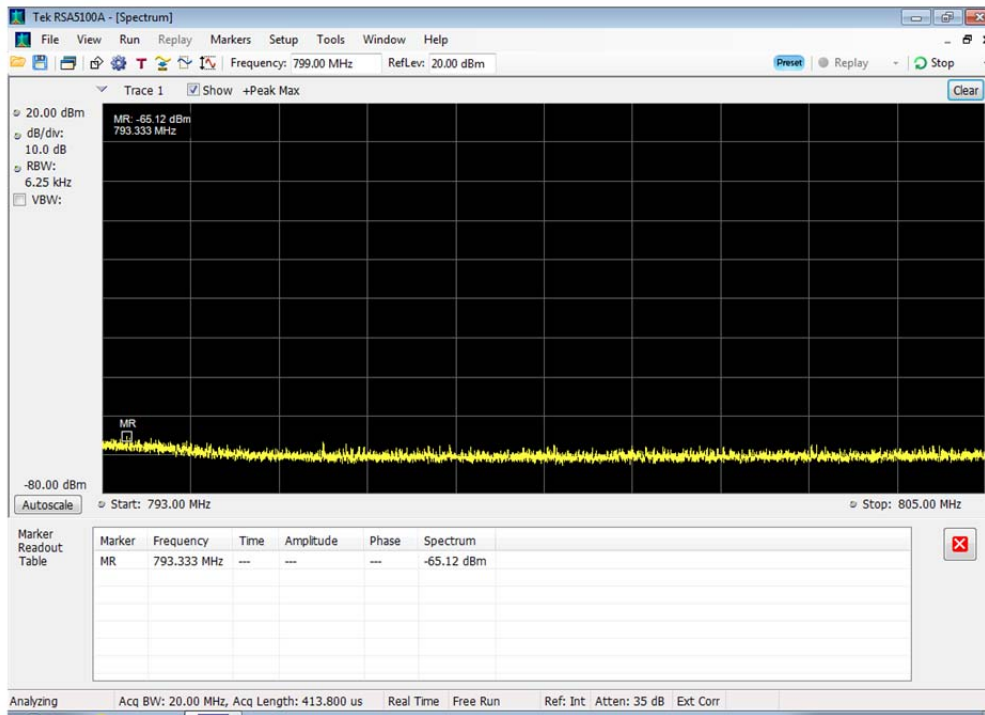 Tek RSA5100A - [Spectrum]
File View Run Replay Markers Setup Tools Window Help
T Frequency: 799.00 MHz RefLev: 20.00 dBm Preset Replay Stop
Trace 1 Show +Peak Max Clear
20.00 dBm
dB/div:
10.0 dB
RBW:
6.25 kHz
VBW:
MR: -65.12 dBm
793.333 MHz
MR
-80.00 dBm
Autoscale Start: 793.00 MHz Stop: 805.00 MHz
Marker
Readout
Table
Marker Frequency Time Amplitude Phase Spectrum
MR 793.333 MHz --- --- --- -65.12 dBm
Analyzing Acq BW: 20.00 MHz, Acq Length: 413.800 us Real Time Free Run Ref: Int Atten: 35 dB Ext Corr